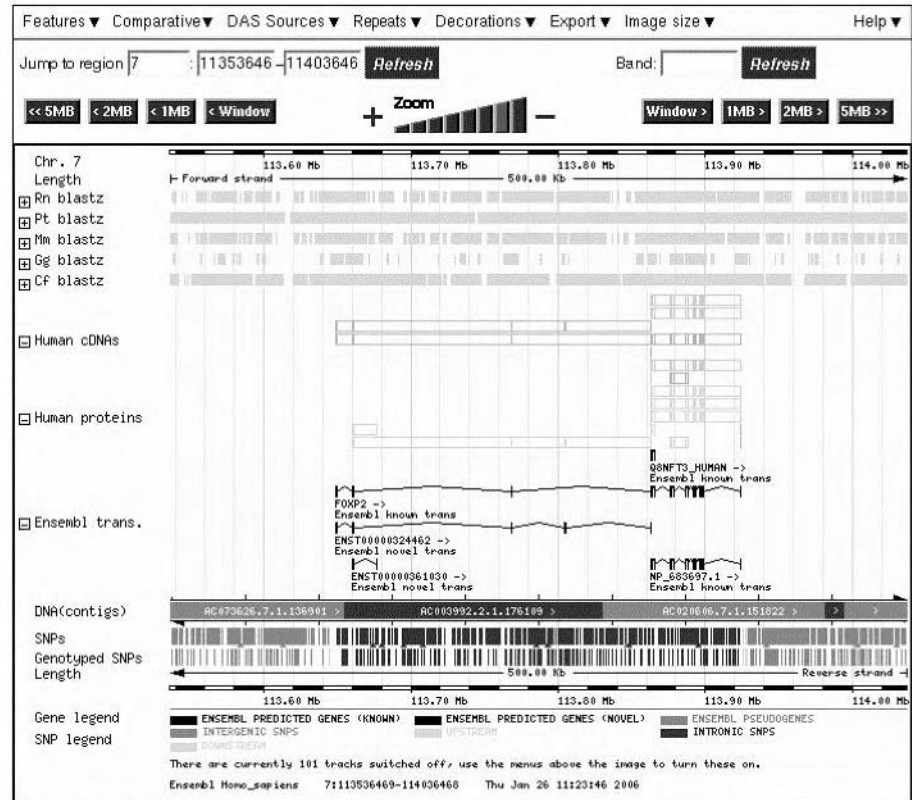 Features ▼ Comparative ▼ DAS Sources ▼ Repeats ▼ Decorations ▼ Export ▼ Image size ▼ Help ▼
Jump to region 7 : 11353646 - 11403646 Refresh Band: Refresh
<< 5MB < 2MB < 1MB < Window + Zoom - Window > 1MB > 2MB > 5MB >>
Chr. 7 113.60 Mb 113.70 Mb 113.80 Mb 113.90 Mb 114.00 Mb
Length Forward strand 500.00 Kb
Rn blastz
Pt blastz
Mm blastz
Gg blastz
Cf blastz
Human cDNAs
Human proteins
Q8NFT3_HUMAN ->
Ensembl known trans
FOXP2 ->
Ensembl known trans
Ensembl trans.
ENST00000324462 ->
Ensembl novel trans
ENST00000361030 -> NP_683697.1 ->
Ensembl novel trans Ensembl known trans
DNA(contigs) AC073626.7.1.136901 > AC003992.2.1.176109 > AC020606.7.1.151822 > > >
SNPs
Genotyped SNPs
Length 500.00 Kb Reverse strand
113.60 Mb 113.70 Mb 113.80 Mb 113.90 Mb 114.00 Mb
Gene legend ENSEMBL PREDICTED GENES (KNOWN) ENSEMBL PREDICTED GENES (NOVEL) ENSEMBL PSEUDOGENES
SNP legend INTERGENIC SNPS UPSTREAM INTRONIC SNPS
DOWNSTREAM
There are currently 101 tracks switched off, use the menus above the image to turn these on.
Ensembl Homo_sapiens 7:113536469-114036468 Thu Jan 26 11:23:46 2006